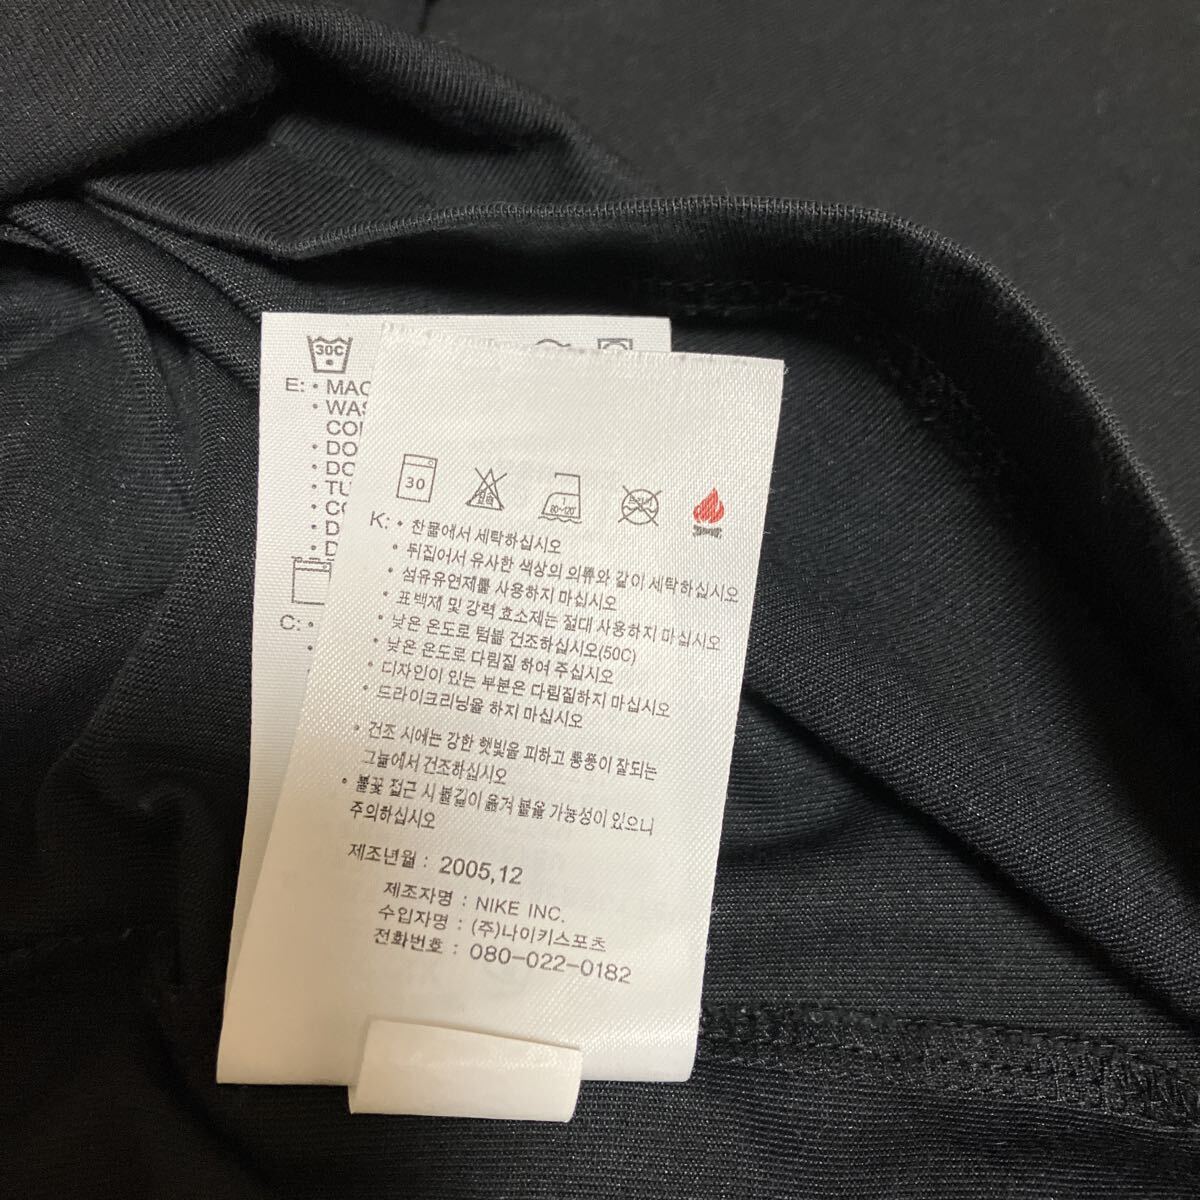 30C
E: • MAC
• WAS
• DO
• TU
• D
• D
C: •
30
80~120
K: • 찬물에서 세탁하십시오
• 뒤집어서 유사한 색상의 의류와 같이 세탁하십시오
• 섬유유연제를 사용하지 마십시오
• 표백재 및 강력 효소제는 절대 사용하지 마십시오
• 낮은 온도로 텀블 건조하십시오(50C)
• 낮은 온도로 다림질 하여 주십시오
• 디자인이 있는 부분은 다림질하지 마십시오
• 드라이크리닝을 하지 마십시오
• 건조 시에는 강한 햇빛을 피하고 통풍이 잘되는
그늘에서 건조하십시오
• 불꽃 접근 시 불길이 옮겨 붙을 가능성이 있으니
주의하십시오
제조년월 : 2005,12
제조자명 : NIKE INC.
수입자명 : (주)나이키스포츠
전화번호 : 080-022-0182